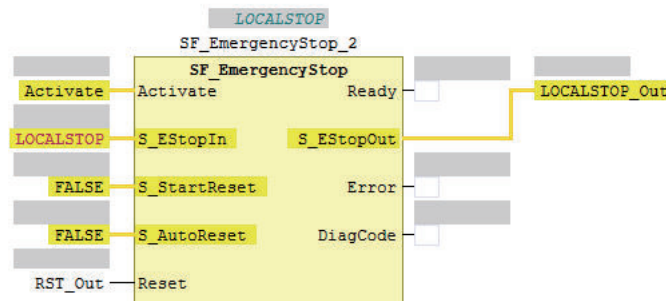 LOCALSTOP
SF_EmergencyStop_2
SF_EmergencyStop
Activate Activate Ready LOCALSTOP_Out
LOCALSTOP S_EStopIn S_EStopOut
FALSE S_StartReset Error
FALSE S_AutoReset DiagCode
RST_Out Reset